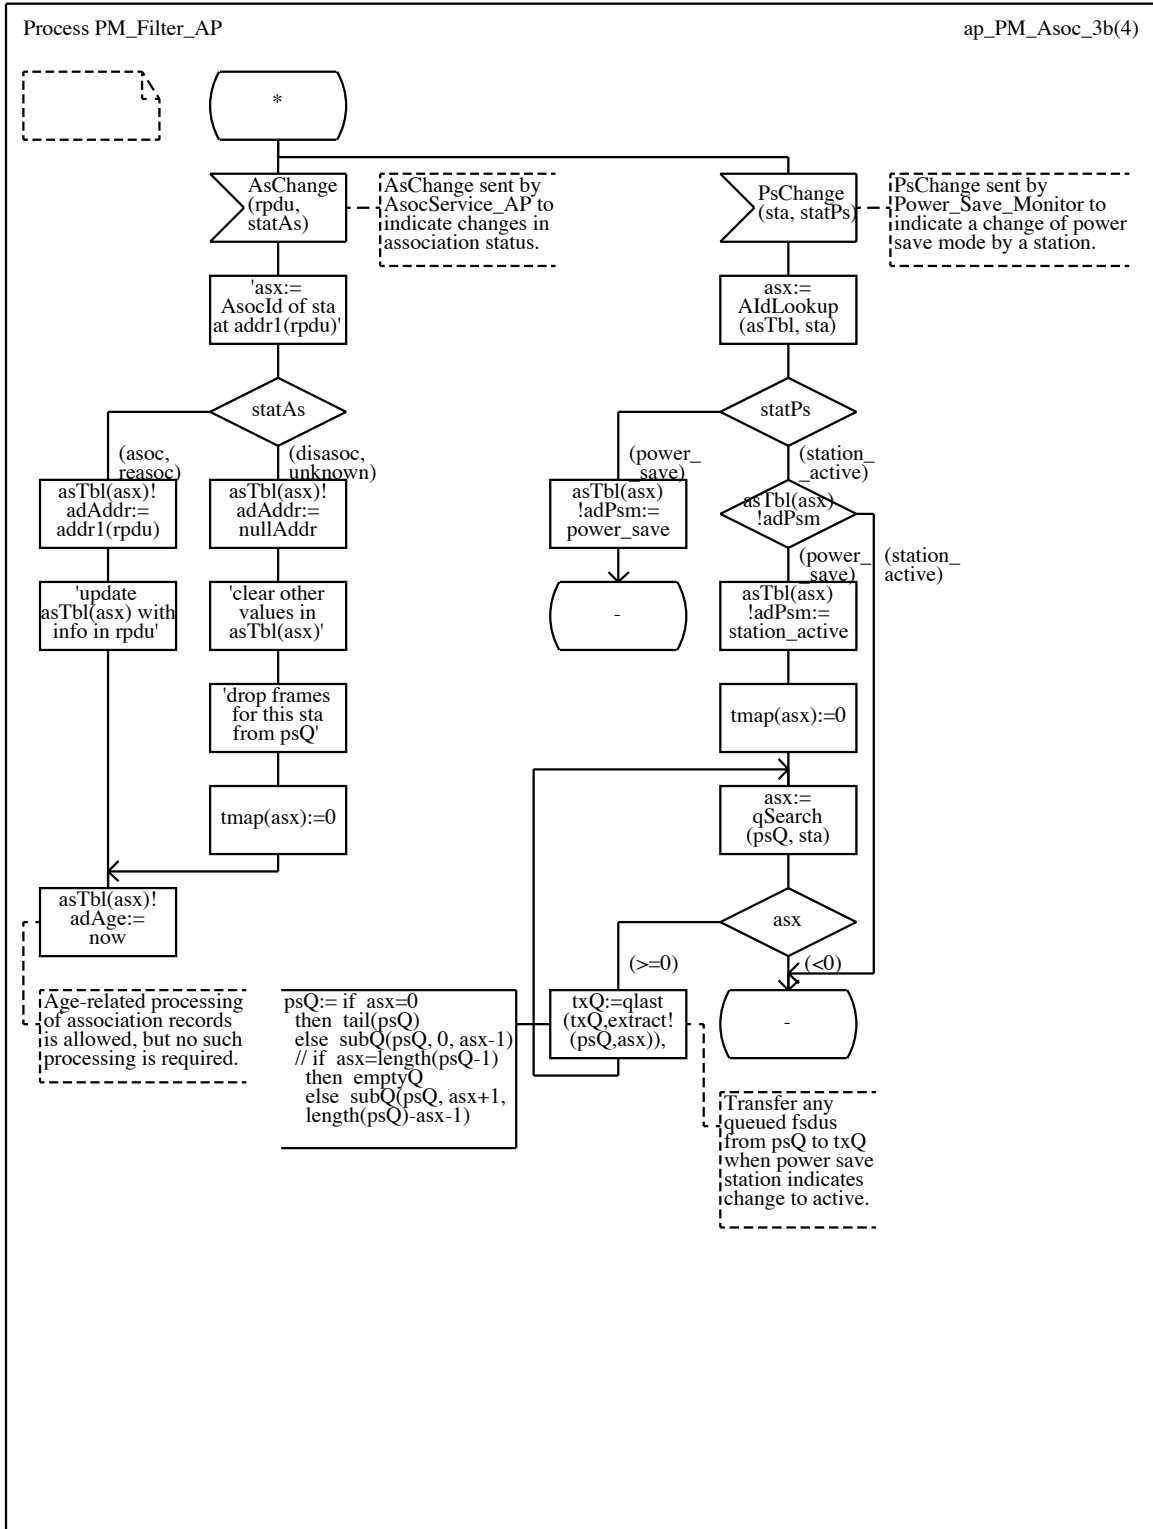 Process PM_Filter_AP
ap_PM_Asoc_3b(4)
*
AsChange
(rpdu,
statAs)
AsChange sent by
AsocService_AP to
indicate changes in
association status.
PsChange
(sta, statPs)
PsChange sent by
Power_Save_Monitor to
indicate a change of power
save mode by a station.
'asx:=
AsocId of sta
at addr1(rpdu)'
asx:=
AIdLookup
(asTbl, sta)
statAs
statPs
(asoc,
reasoc)
(disasoc,
unknown)
(power_
_save)
(station_
_active)
asTbl(asx)!
adAddr:=
addr1(rpdu)
asTbl(asx)!
adAddr:=
nullAddr
asTbl(asx)
!adPsm:=
power_save
asTbl(asx)
!adPsm
(power_
_save)
(station_
active)
'update
asTbl(asx) with
info in rpdu'
'clear other
values in
asTbl(asx)'
-
asTbl(asx)
!adPsm:=
station_active
'drop frames
for this sta
from psQ'
tmap(asx):=0
tmap(asx):=0
asx:=
qSearch
(psQ, sta)
asTbl(asx)!
adAge:=
now
asx
(>=0)
(<0)
Age-related processing
of association records
is allowed, but no such
processing is required.
psQ:= if asx=0
then tail(psQ)
else subQ(psQ, 0, asx-1)
// if asx=length(psQ-1)
then emptyQ
else subQ(psQ, asx+1,
length(psQ)-asx-1)
txQ:=qlast
(txQ,extract!
(psQ,asx)),
-
Transfer any
queued fsdus
from psQ to txQ
when power save
station indicates
change to active.